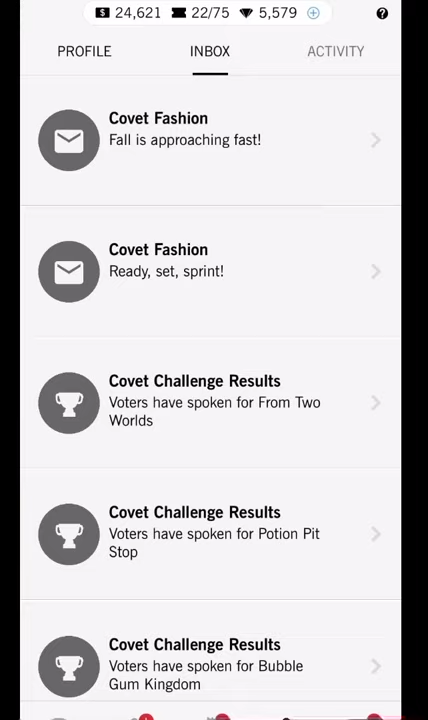 24,621 22/75 5,579
PROFILE INBOX ACTIVITY
Covet Fashion
Fall is approaching fast!
Covet Fashion
Ready, set, sprint!
Covet Challenge Results
Voters have spoken for From Two
Worlds
Covet Challenge Results
Voters have spoken for Potion Pit
Stop
Covet Challenge Results
Voters have spoken for Bubble
Gum Kingdom